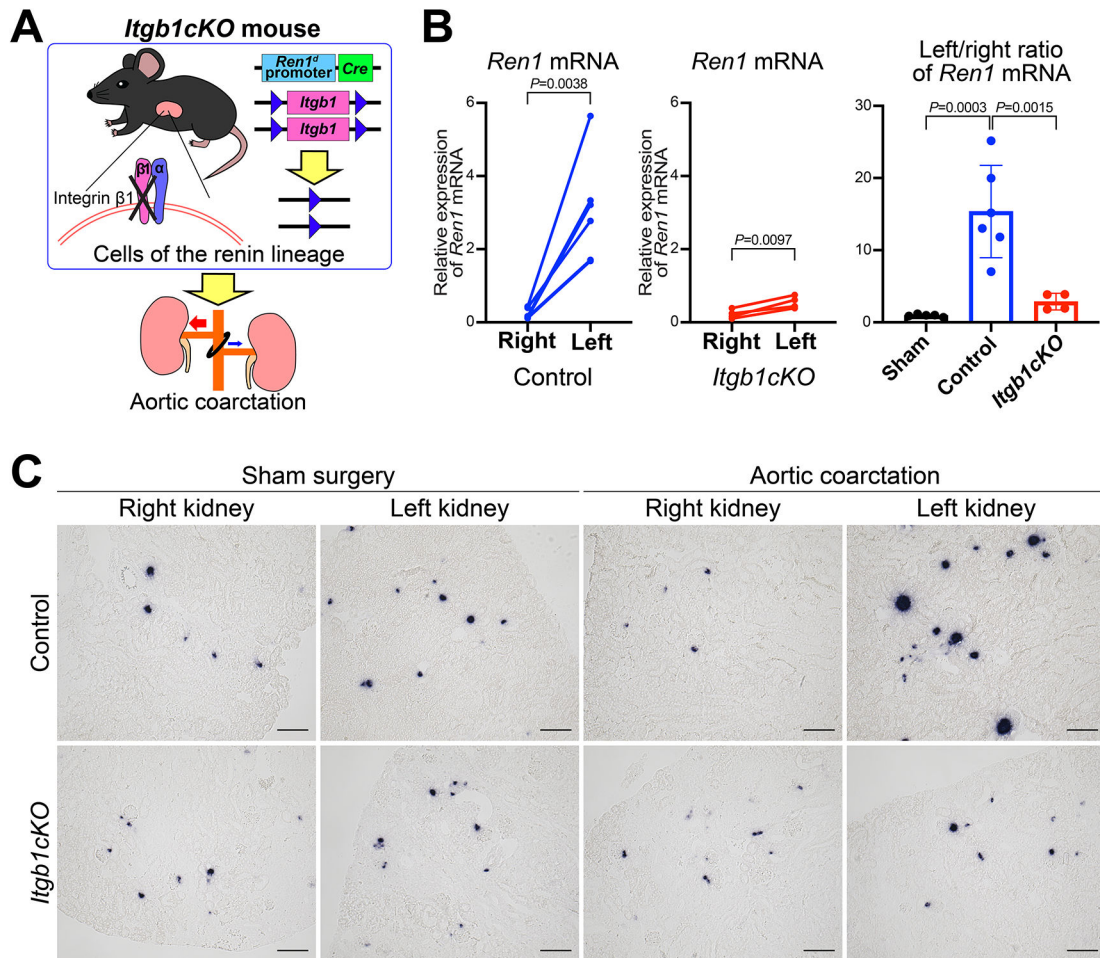 A
Itgb1cKO mouse
Ren1d
promoter
Cre
Itgb1
Itgb1
β1
α
Integrin β1
Cells of the renin lineage
Aortic coarctation
B
Ren1 mRNA
P=0.0038
Relative expression
of Ren1 mRNA
6
4
2
0
Right
Left
Control
Ren1 mRNA
P=0.0097
Relative expression
of Ren1 mRNA
6
4
2
0
Right
Left
Itgb1cKO
Left/right ratio
of Ren1 mRNA
P=0.0003
P=0.0015
30
20
10
0
Sham
Control
Itgb1cKO
C
Sham surgery
Aortic coarctation
Right kidney
Left kidney
Right kidney
Left kidney
Control
Itgb1cKO